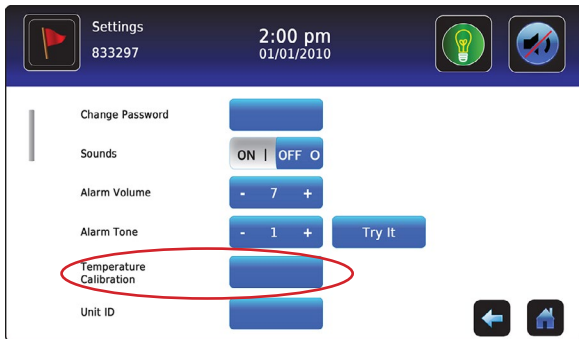 Settings
833297
2:00 pm
01/01/2010
Change Password
Sounds
ON | OFF O
Alarm Volume
- 7 +
Alarm Tone
- 1 +
Try It
Temperature
Calibration
Unit ID